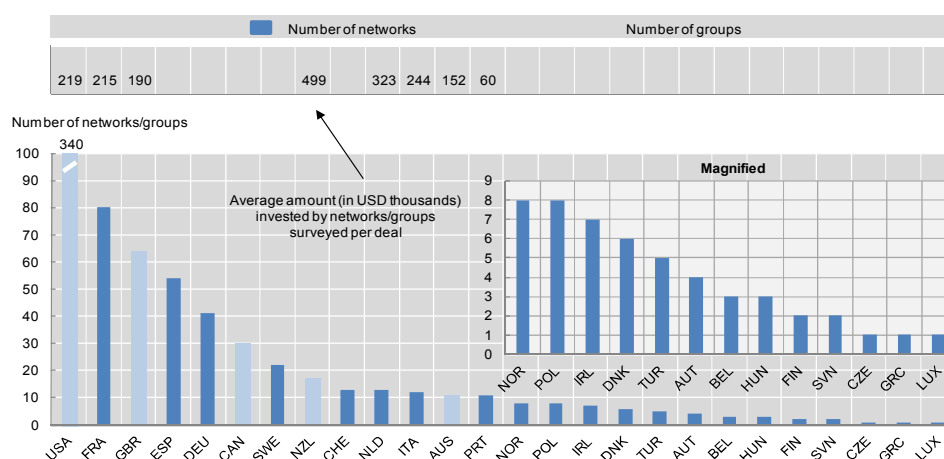 Number of networks
Number of groups
219 215 190 499 323 244 152 60
Number of networks/groups
340
100
90
80
70
60
50
40
30
20
10
0
Average amount (in USD thousands)
invested by networks/groups
surveyed per deal
Magnified
9
8
7
6
5
4
3
2
1
0
NOR POL IRL DNK TUR AUT BEL HUN FIN SVN CZE GRC LUX
USA FRA GBR ESP DEU CAN SWE NZL CHE NLD ITA AUS PRT NOR POL IRL DNK TUR AUT BEL HUN FIN SVN CZE GRC LUX